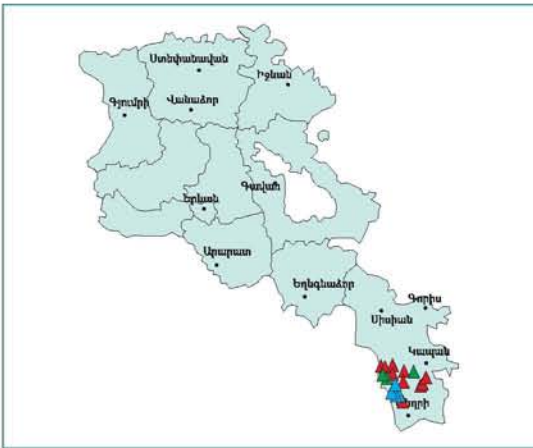 Ստեփանավան
Իջևան
Գյումրի
Վանաձոր
Գավառ
Երևան
Արարատ
Եղեգնաձոր
Գորիս
Սիսիան
Կապան